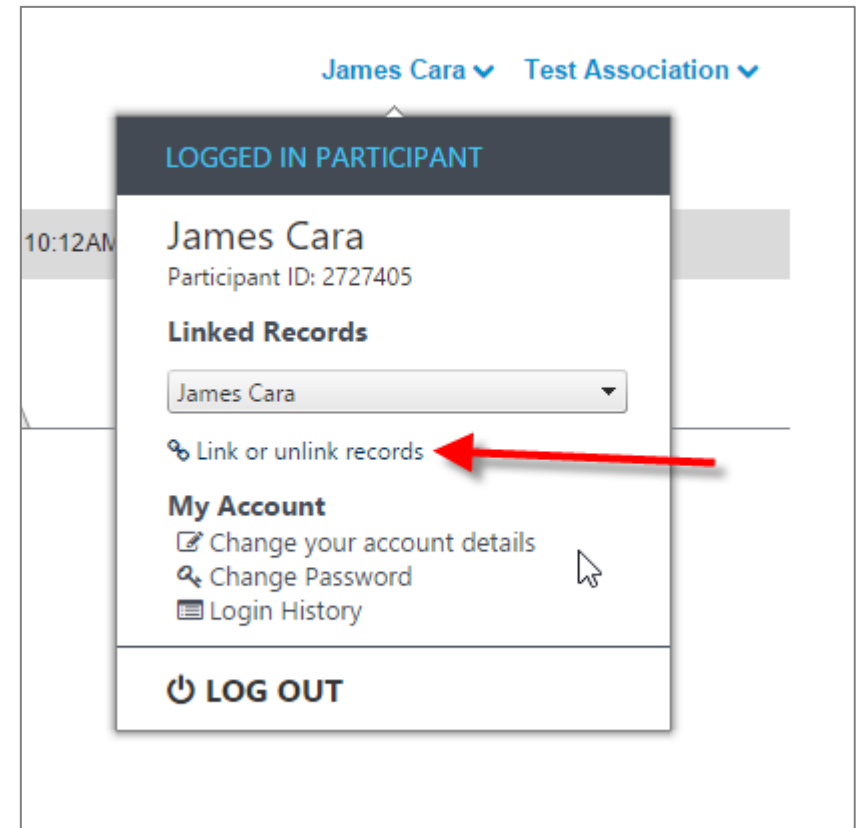 James Cara Test Association
LOGGED IN PARTICIPANT
10:12AM
James Cara
Participant ID: 2727405
Linked Records
James Cara
Link or unlink records
My Account
Change your account details
Change Password
Login History
LOG OUT